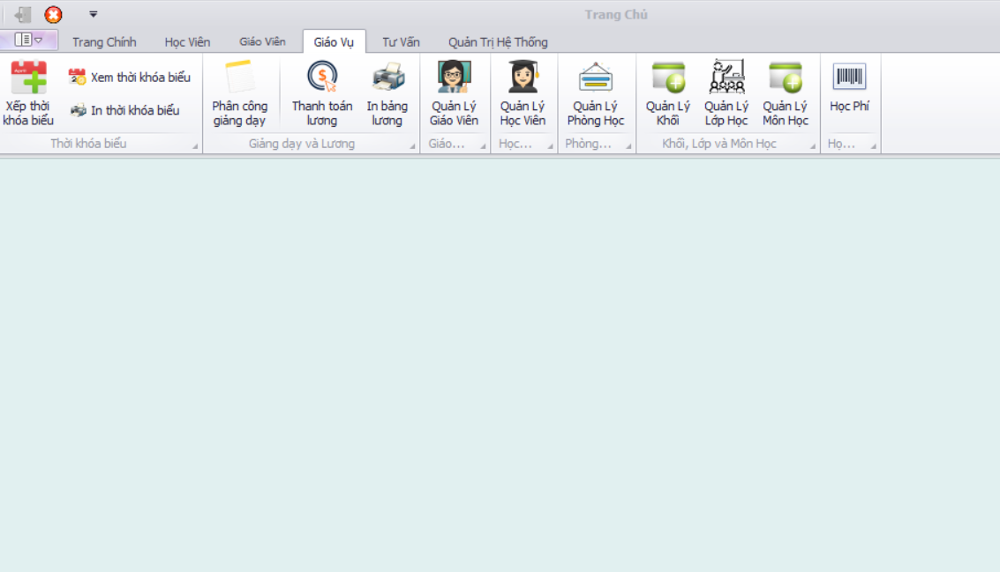 Trang Chủ
Trang Chính Học Viên Giáo Viên Giáo Vụ Tư Vấn Quản Trị Hệ Thống
Xếp thời
khóa biểu
Xem thời khóa biểu
In thời khóa biểu
Thời khóa biểu
Phân công
giảng dạy
Thanh toán
lương
In bảng
lương
Giảng dạy và Lương
Quản Lý
Giáo Viên
Giáo...
Quản Lý
Học Viên
Học...
Quản Lý
Phòng Học
Phòng...
Quản Lý
Khối
Quản Lý
Lớp Học
Quản Lý
Môn Học
Khối, Lớp và Môn Học
Học Phí
Họ...